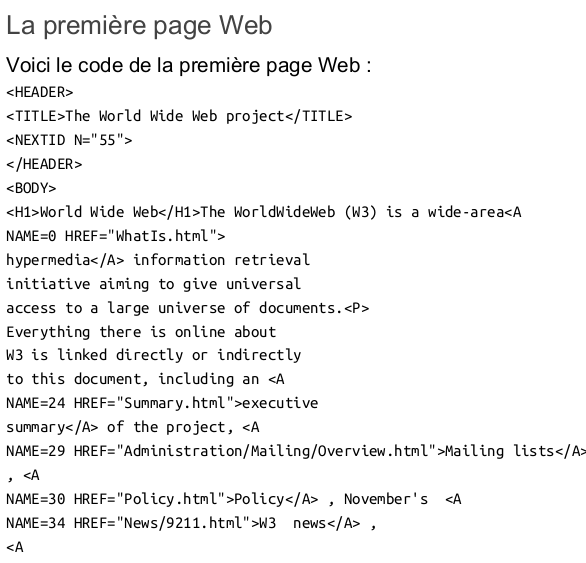 La première page Web
Voici le code de la première page Web :
<HEADER>
<TITLE>The World Wide Web project</TITLE>
<NEXTID N="55">
</HEADER>
<BODY>
<H1>World Wide Web</H1>The WorldWideWeb (W3) is a wide-area<A
NAME=0 HREF="WhatIs.html">
hypermedia</A> information retrieval
initiative aiming to give universal
access to a large universe of documents.<P>
Everything there is online about
W3 is linked directly or indirectly
to this document, including an <A
NAME=24 HREF="Summary.html">executive
summary</A> of the project, <A
NAME=29 HREF="Administration/Mailing/Overview.html">Mailing lists</A>
, <A
NAME=30 HREF="Policy.html">Policy</A> , November's  <A
NAME=34 HREF="News/9211.html">W3  news</A> ,
<A